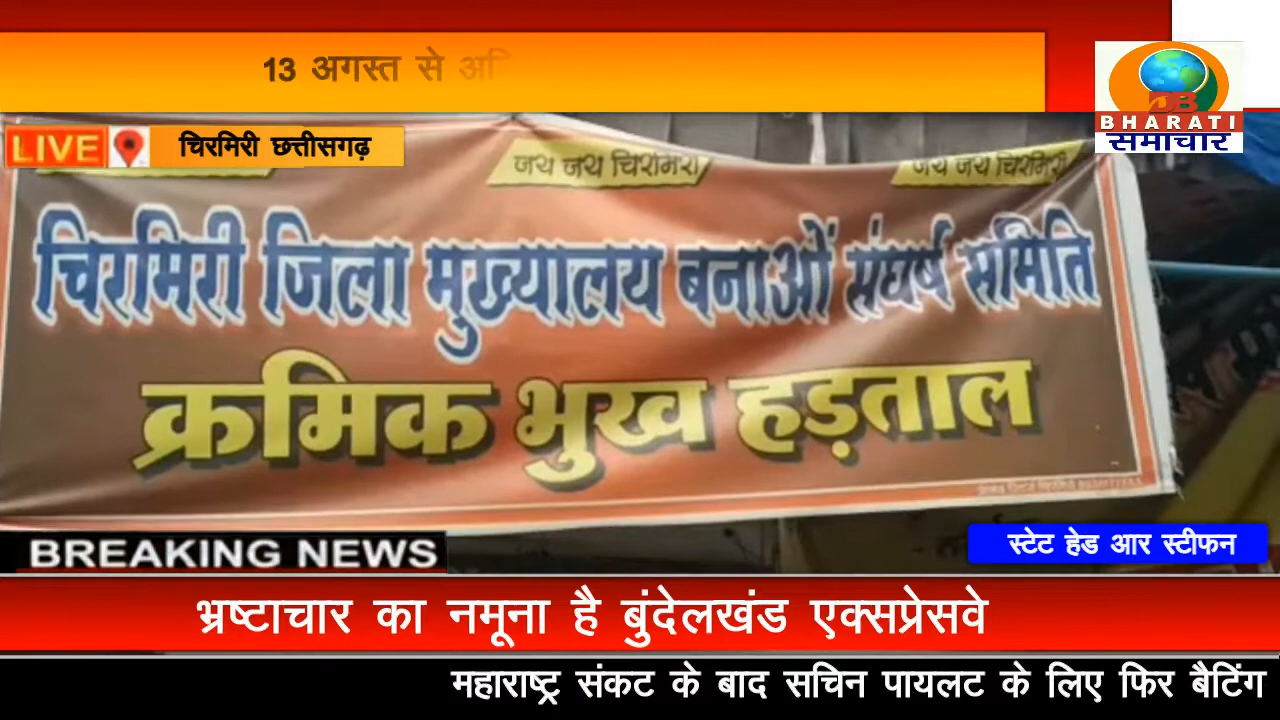 13 अगस्त से
BHARATI
समाचार
LIVE
चिरमिरी छत्तीसगढ़
जय जय चिरमिरी
जय जय चिरमिरी
चिरमिरी जिला मुख्यालय बनाओं संघर्ष समिति
क्रमिक भुख हड़ताल
BREAKING NEWS
स्टेट हेड आर स्टीफन
भ्रष्टाचार का नमूना है बुंदेलखंड एक्सप्रेसवे
महाराष्ट्र संकट के बाद सचिन पायलट के लिए फिर बैटिंग